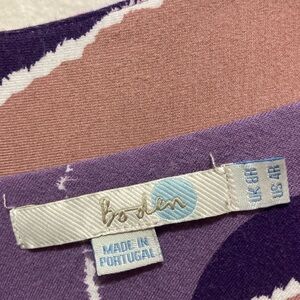 Boden
MADE IN
PORTUGAL
UK 8R
US 4R